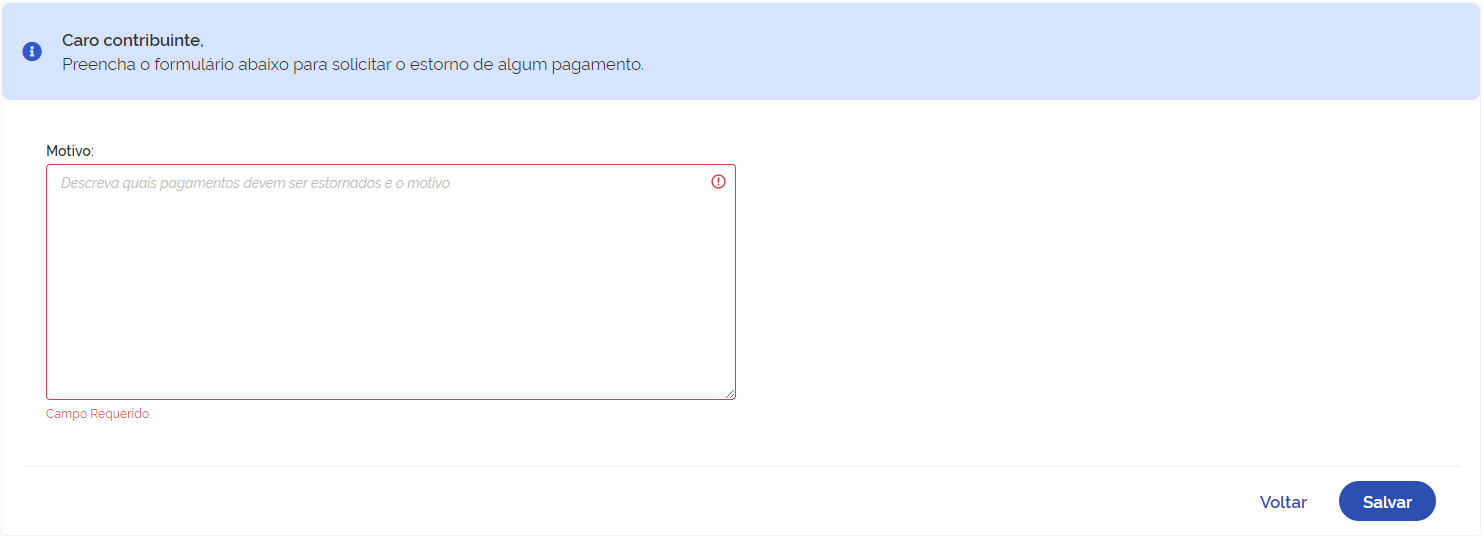 Caro contribuinte,
Preencha o formulário abaixo para solicitar o estorno de algum pagamento.
Motivo:
Descreva quais pagamentos devem ser estornados e o motivo.
Campo Requerido.
Voltar
Salvar